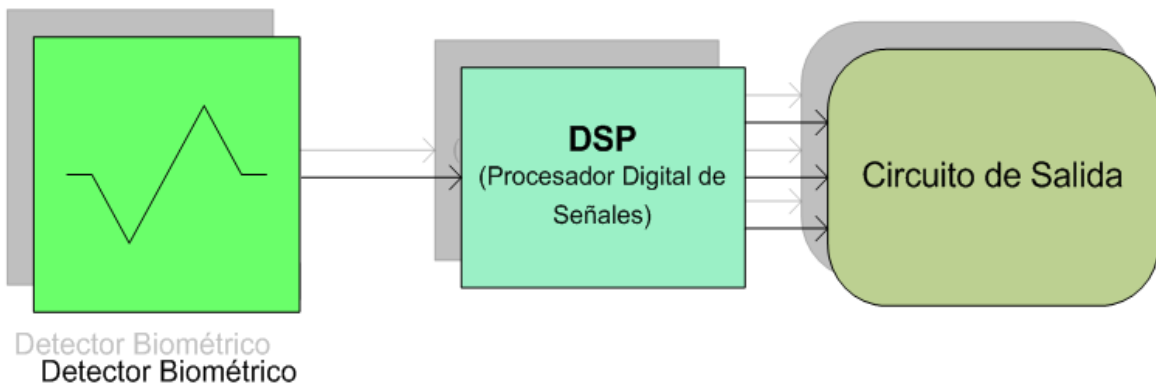 DSP
(Procesador Digital de
Señales)
Circuito de Salida
Detector Biométrico
Detector Biométrico